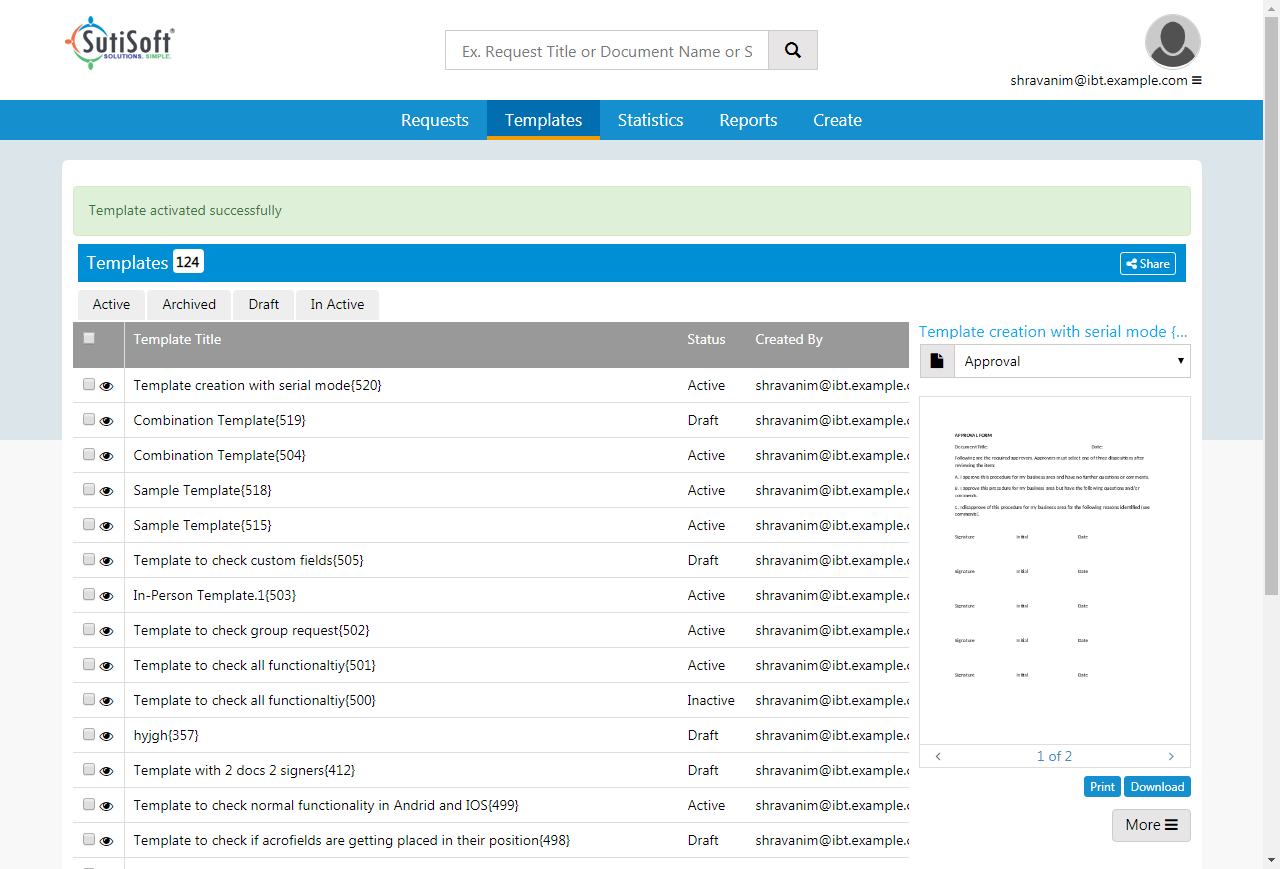 SutiSoft®
SOLUTIONS. SIMPLE.
Ex. Request Title or Document Name or S
shravanim@ibt.example.com
Requests Templates Statistics Reports Create
Template activated successfully
Templates 124 Share
Active Archived Draft In Active
Template Title Status Created By
Template creation with serial mode{520} Active shravanim@ibt.example.c
Combination Template{519} Draft shravanim@ibt.example.c
Combination Template{504} Active shravanim@ibt.example.c
Sample Template{518} Active shravanim@ibt.example.c
Sample Template{515} Active shravanim@ibt.example.c
Template to check custom fields{505} Draft shravanim@ibt.example.c
In-Person Template.1{503} Active shravanim@ibt.example.c
Template to check group request{502} Active shravanim@ibt.example.c
Template to check all functionaltiy{501} Active shravanim@ibt.example.c
Template to check all functionaltiy{500} Inactive shravanim@ibt.example.c
hyjgh{357} Draft shravanim@ibt.example.c
Template with 2 docs 2 signers{412} Draft shravanim@ibt.example.c
Template to check normal functionality in Andrid and IOS{499} Active shravanim@ibt.example.c
Template to check if acrofields are getting placed in their position{498} Draft shravanim@ibt.example.c
Template creation with serial mode {...
Approval
APPROVAL FORM
Document Title: Date:
Following are the required approvers. Approvers must select one of three dispositions after
reviewing the item:
A. I approve this procedure for my business area and have no further questions or comments.
B. I approve this procedure for my business area but have the following questions and/or
comments.
C. I disapprove of this procedure for my business area for the following reasons identified (see
comments).
Signature Initial Date
Signature Initial Date
Signature Initial Date
Signature Initial Date
Signature Initial Date
1 of 2
Print Download
More